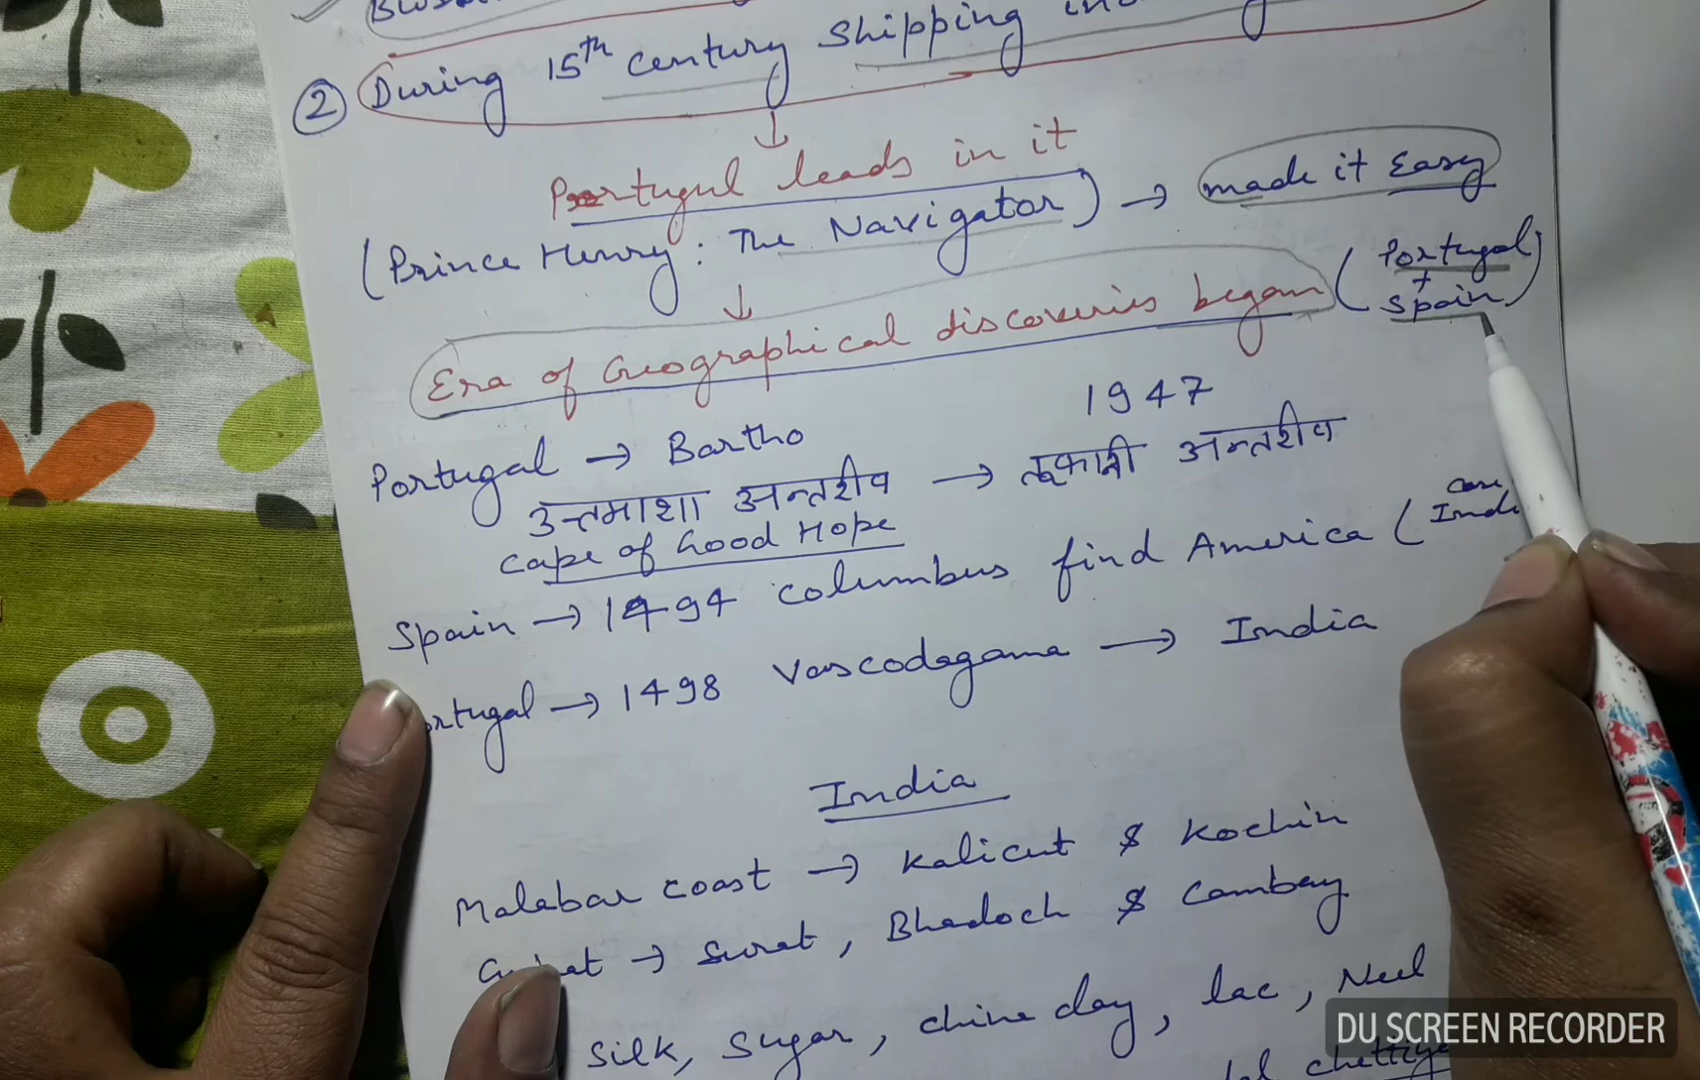 ② During 15th century shipping
↓
Portugul leads in it
(Prince Henry: The Navigator) → made it Easy
↓
Era of Geographical discoveries began (Portugal + Spain)
1947
Portugal → Bartho
उत्तमाशा अन्तरीप → तूफानी अन्तरीप
Cape of Good Hope
Spain → 1494 columbus find America (
Portugal → 1498 Vascodagama → India
India
Malabar coast → Kalicut & Kochin
→ Surat, Bhadoch & Cambay
Silk, Sugar, chine day, lac, Neel
DU SCREEN RECORDER